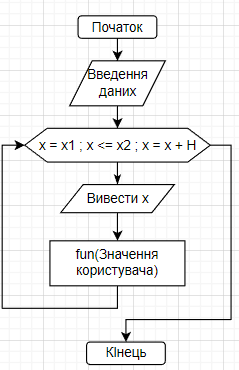 Початок
Введення
даних
x = x1 ; x <= x2 ; x = x + H
Вивести x
fun(Значення
користувача)
КІнець